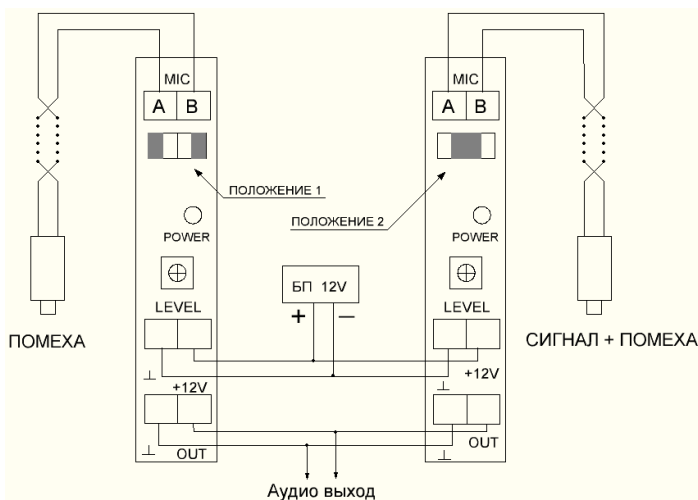 MIC
A B
ПОЛОЖЕНИЕ 1
POWER
LEVEL
ПОМЕХА
+12V
OUT
БП 12V
+ −
MIC
A B
ПОЛОЖЕНИЕ 2
POWER
LEVEL
СИГНАЛ + ПОМЕХА
+12V
OUT
Аудио выход